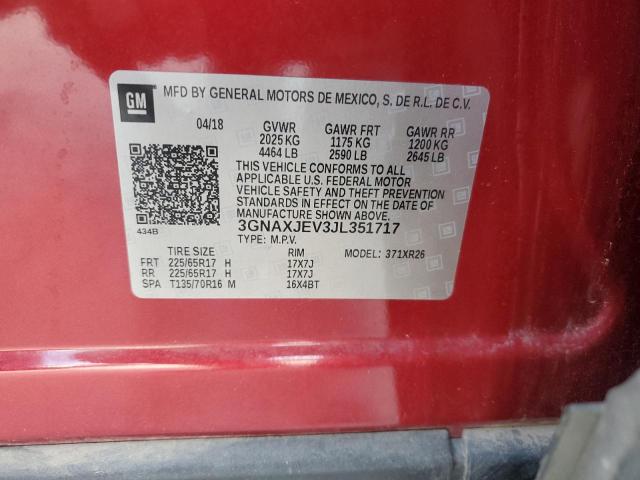 GM
MFD BY GENERAL MOTORS DE MEXICO, S. DE R.L. DE C.V.
04/18 GVWR GAWR FRT GAWR RR
2025 KG 1175 KG 1200 KG
4464 LB 2590 LB 2645 LB
THIS VEHICLE CONFORMS TO ALL
APPLICABLE U.S. FEDERAL MOTOR
VEHICLE SAFETY AND THEFT PREVENTION
STANDARDS IN EFFECT ON THE DATE OF
MANUFACTURE SHOWN ABOVE.
434B
3GNAXJEV3JL351717
TYPE: M.P.V. MODEL: 371XR26
TIRE SIZE RIM
FRT 225/65R17 H 17X7J
RR 225/65R17 H 17X7J
SPA T135/70R16 M 16X4BT